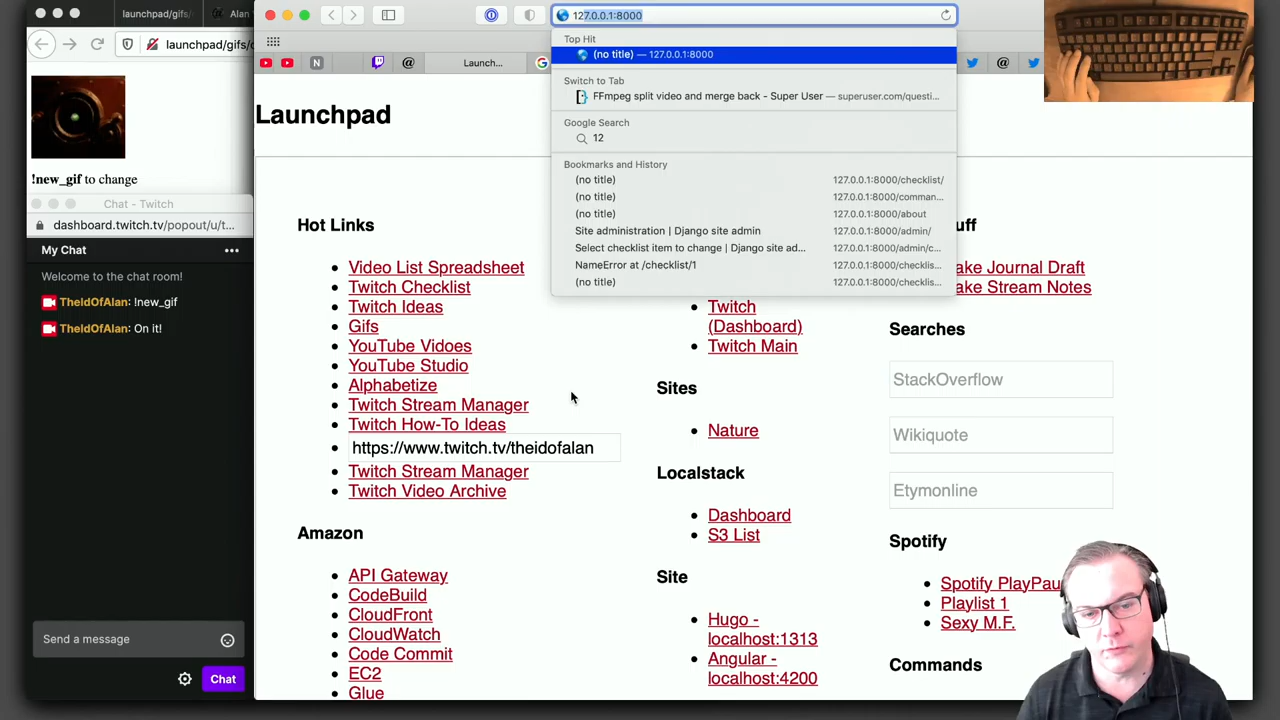 launchpad/gifs/
Alan
launchpad/gifs/
!new_gif to change
Chat - Twitch
dashboard.twitch.tv/popout/u/t...
My Chat
Welcome to the chat room!
TheIdOfAlan: !new_gif
TheIdOfAlan: On it!
Send a message
Chat
127.0.0.1:8000
Top Hit
(no title) — 127.0.0.1:8000
Switch to Tab
FFmpeg split video and merge back - Super User — superuser.com/questi...
Google Search
12
Bookmarks and History
(no title) 127.0.0.1:8000/checklist/
(no title) 127.0.0.1:8000/comman...
(no title) 127.0.0.1:8000/about
Site administration | Django site admin 127.0.0.1:8000/admin/
Select checklist item to change | Django site ad... 127.0.0.1:8000/admin/c...
NameError at /checklist/1 127.0.0.1:8000/checklis...
(no title) 127.0.0.1:8000/checklis...
Launch...
Launchpad
Hot Links
Video List Spreadsheet
Twitch Checklist
Twitch Ideas
Gifs
YouTube Vidoes
YouTube Studio
Alphabetize
Twitch Stream Manager
Twitch How-To Ideas
https://www.twitch.tv/theidofalan
Twitch Stream Manager
Twitch Video Archive
Amazon
API Gateway
CodeBuild
CloudFront
CloudWatch
Code Commit
EC2
Glue
Twitch
(Dashboard)
Twitch Main
Sites
Nature
Localstack
Dashboard
S3 List
Site
Hugo -
localhost:1313
Angular -
localhost:4200
uff
ake Journal Draft
ake Stream Notes
Searches
StackOverflow
Wikiquote
Etymonline
Spotify
Spotify PlayPau
Playlist 1
Sexy M.F.
Commands